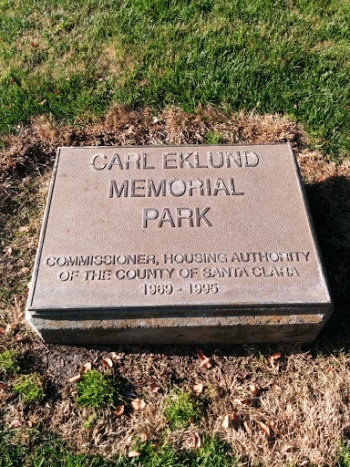 CARL EKLUND
MEMORIAL
PARK
COMMISSIONER, HOUSING AUTHORITY
OF THE COUNTY OF SANTA CLARA
1969 - 1995